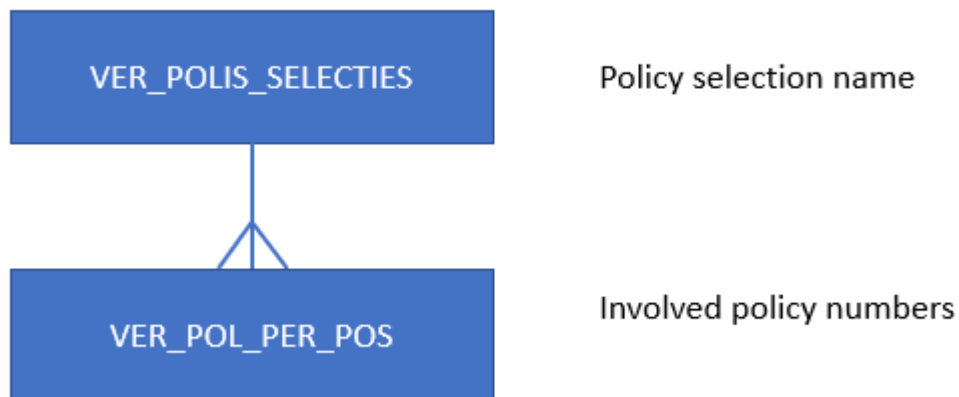 VER_POLIS_SELECTIES
Policy selection name
VER_POL_PER_POS
Involved policy numbers